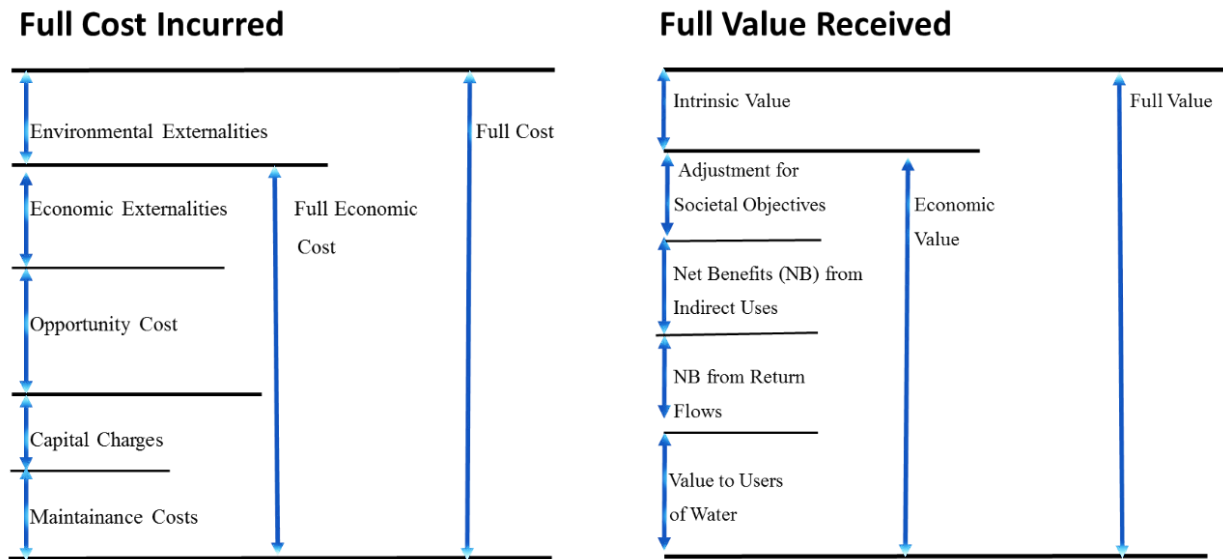 Full Cost Incurred
Environmental Externalities
Full Cost
Economic Externalities
Full Economic
Cost
Opportunity Cost
Capital Charges
Maintainance Costs
Full Value Received
Intrinsic Value
Full Value
Adjustment for
Societal Objectives
Economic
Value
Net Benefits (NB) from
Indirect Uses
NB from Return
Flows
Value to Users
of Water